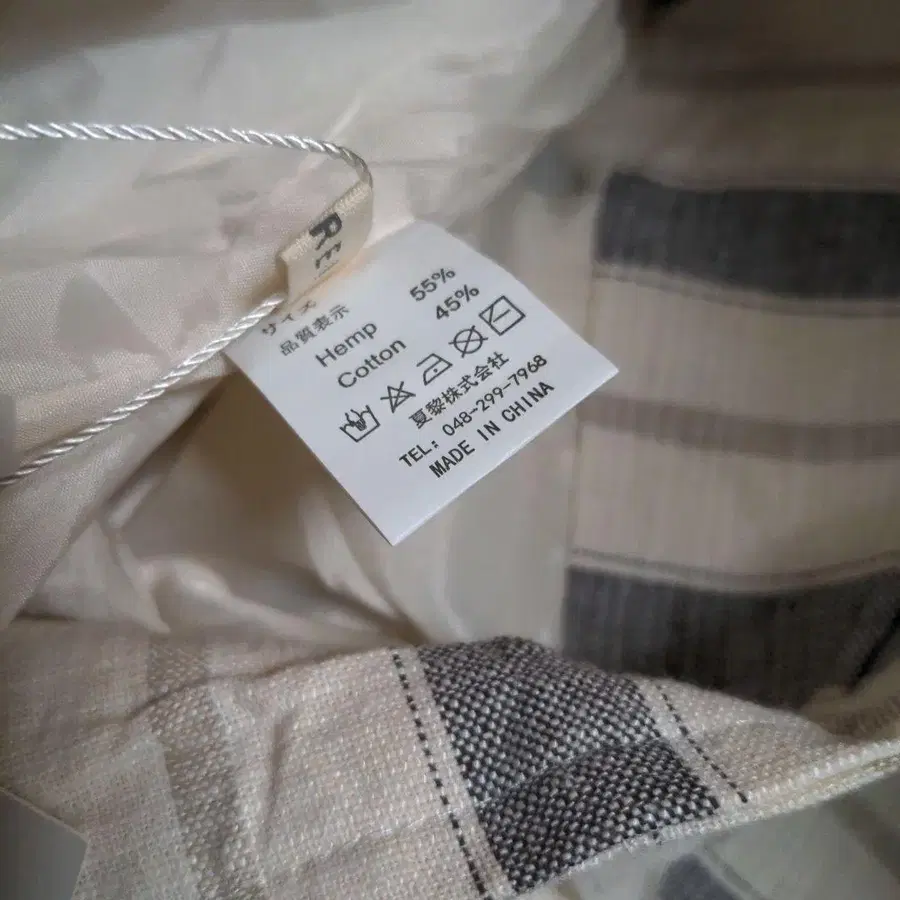 RE
サイズ
品質表示
Hemp 55%
Cotton 45%
夏黎株式会社
TEL: 048-299-7968
MADE IN CHINA